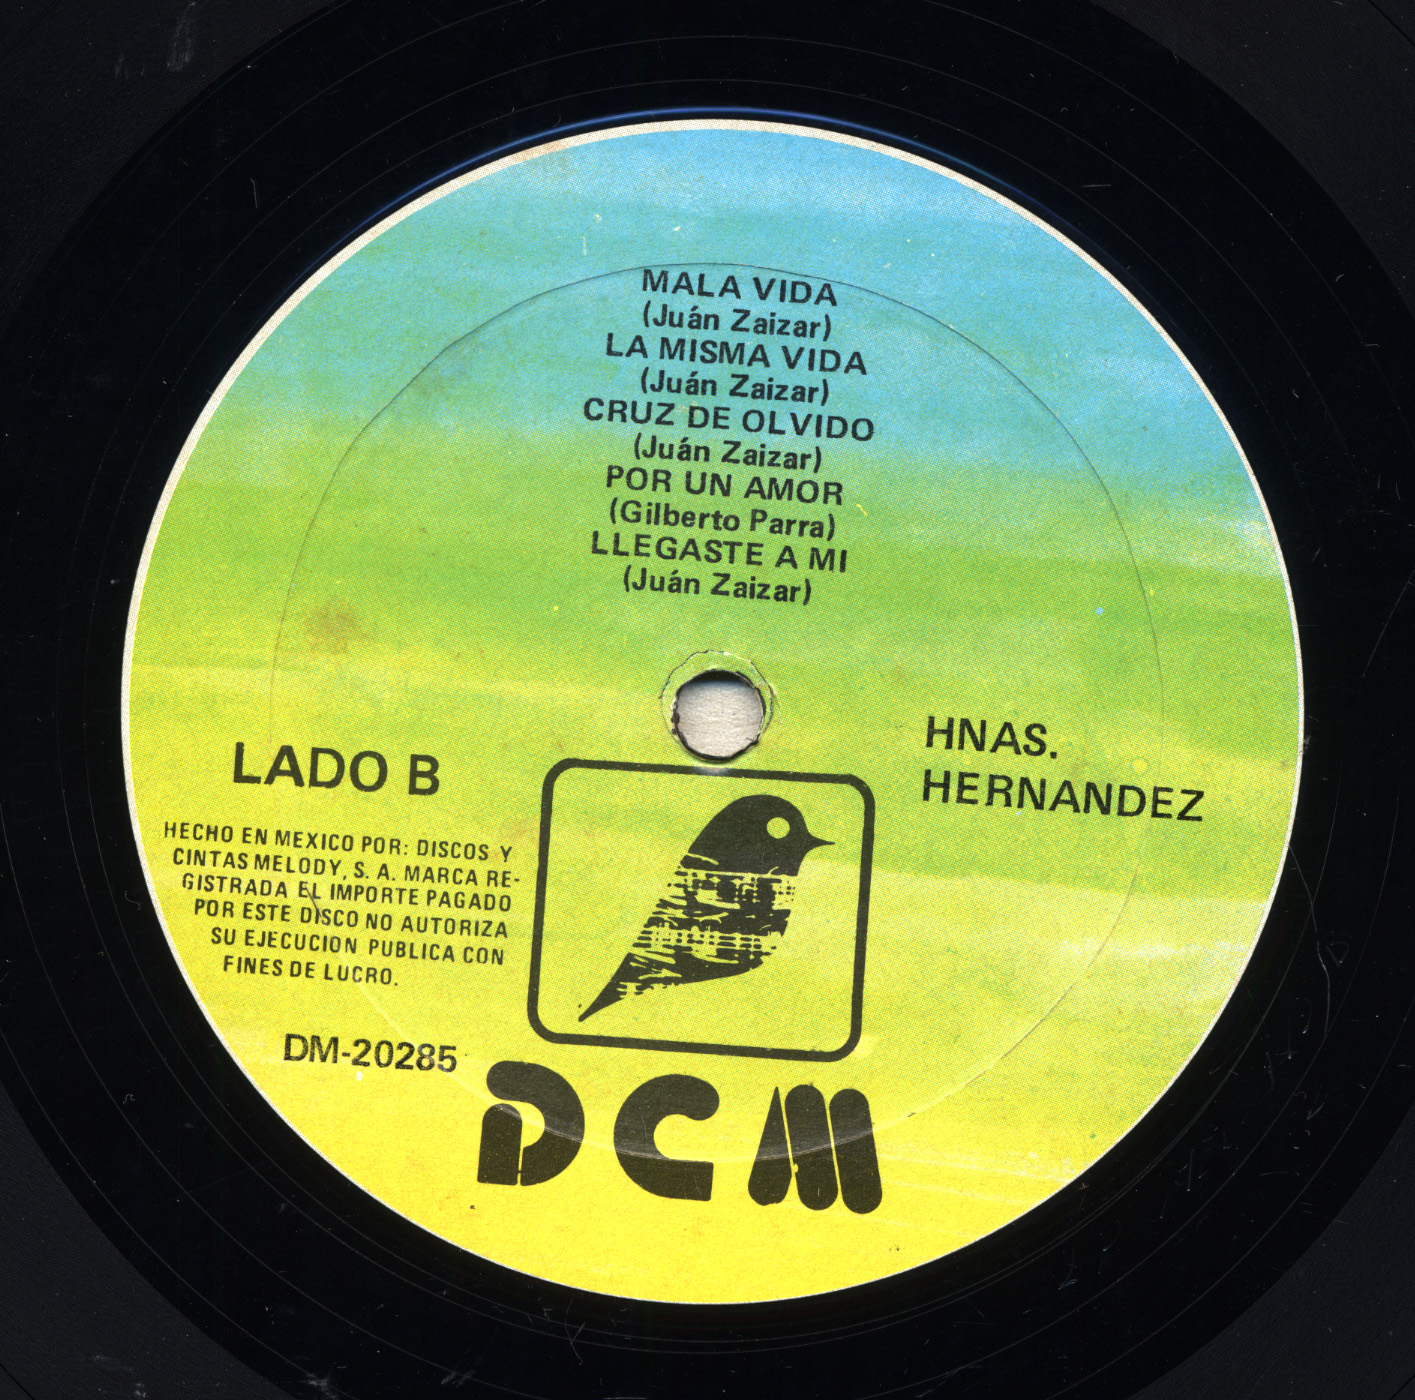 MALA VIDA
(Juán Zaizar)
LA MISMA VIDA
(Juán Zaizar)
CRUZ DE OLVIDO
(Juán Zaizar)
POR UN AMOR
(Gilberto Parra)
LLEGASTE A MI
(Juán Zaizar)
LADO B
HNAS.
HERNANDEZ
HECHO EN MEXICO POR: DISCOS Y
CINTAS MELODY, S. A. MARCA RE-
GISTRADA EL IMPORTE PAGADO
POR ESTE DISCO NO AUTORIZA
SU EJECUCION PUBLICA CON
FINES DE LUCRO.
DM-20285
DCM